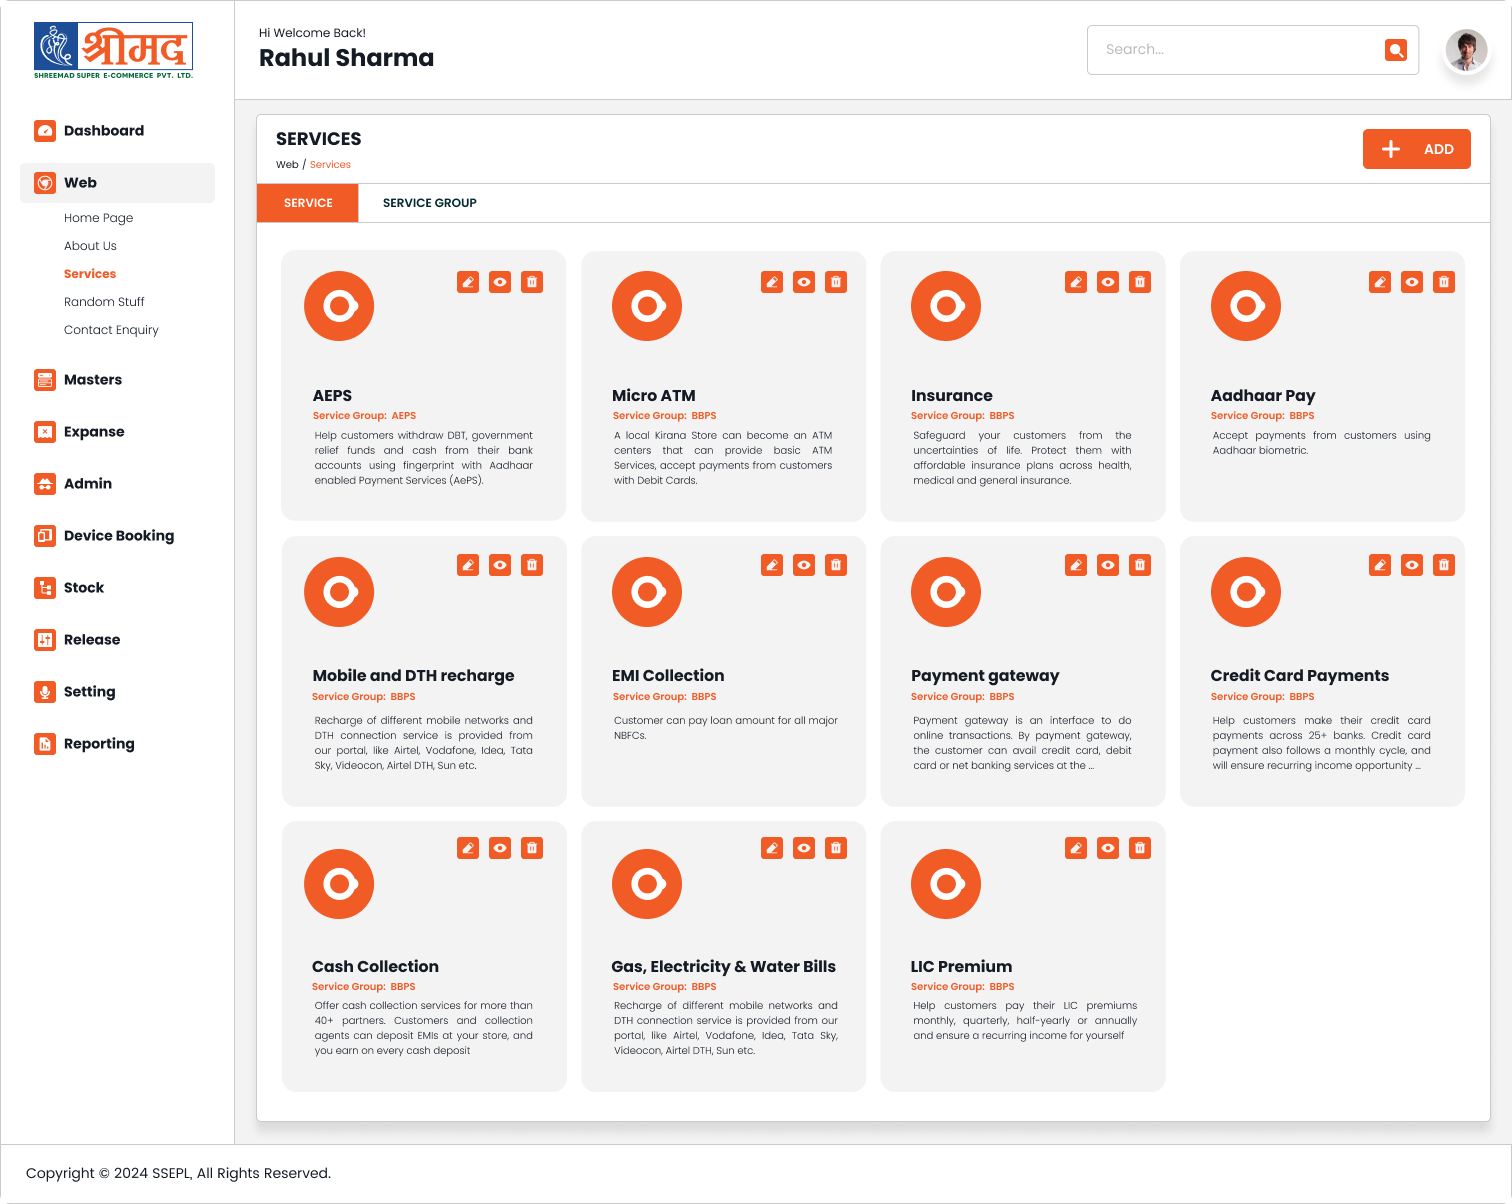 श्रीमद
SHREEMAD SUPER E-COMMERCE PVT. LTD.
Hi Welcome Back!
Rahul Sharma
Search...
Dashboard
Web
Home Page
About Us
Services
Random Stuff
Contact Enquiry
Masters
Expanse
Admin
Device Booking
Stock
Release
Setting
Reporting
SERVICES
Web / Services
ADD
SERVICE
SERVICE GROUP
AEPS
Service Group: AEPS
Help customers withdraw DBT, government
relief funds and cash from their bank
accounts using fingerprint with Aadhaar
enabled Payment Services (AePS).
Micro ATM
Service Group: BBPS
A local Kirana Store can become an ATM
centers that can provide basic ATM
Services, accept payments from customers
with Debit Cards.
Insurance
Service Group: BBPS
Safeguard your customers from the
uncertainties of life. Protect them with
affordable insurance plans across health,
medical and general insurance.
Aadhaar Pay
Service Group: BBPS
Accept payments from customers using
Aadhaar biometric.
Mobile and DTH recharge
Service Group: BBPS
Recharge of different mobile networks and
DTH connection service is provided from
our portal, like Airtel, Vodafone, Idea, Tata
Sky, Videocon, Airtel DTH, Sun etc.
EMI Collection
Service Group: BBPS
Customer can pay loan amount for all major
NBFCs.
Payment gateway
Service Group: BBPS
Payment gateway is an interface to do
online transactions. By payment gateway,
the customer can avail credit card, debit
card or net banking services at the ...
Credit Card Payments
Service Group: BBPS
Help customers make their credit card
payments across 25+ banks. Credit card
payment also follows a monthly cycle, and
will ensure recurring income opportunity ...
Cash Collection
Service Group: BBPS
Offer cash collection services for more than
40+ partners. Customers and collection
agents can deposit EMIs at your store, and
you earn on every cash deposit
Gas, Electricity & Water Bills
Service Group: BBPS
Recharge of different mobile networks and
DTH connection service is provided from our
portal, like Airtel, Vodafone, Idea, Tata Sky,
Videocon, Airtel DTH, Sun etc.
LIC Premium
Service Group: BBPS
Help customers pay their LIC premiums
monthly, quarterly, half-yearly or annually
and ensure a recurring income for yourself
Copyright © 2024 SSEPL, All Rights Reserved.